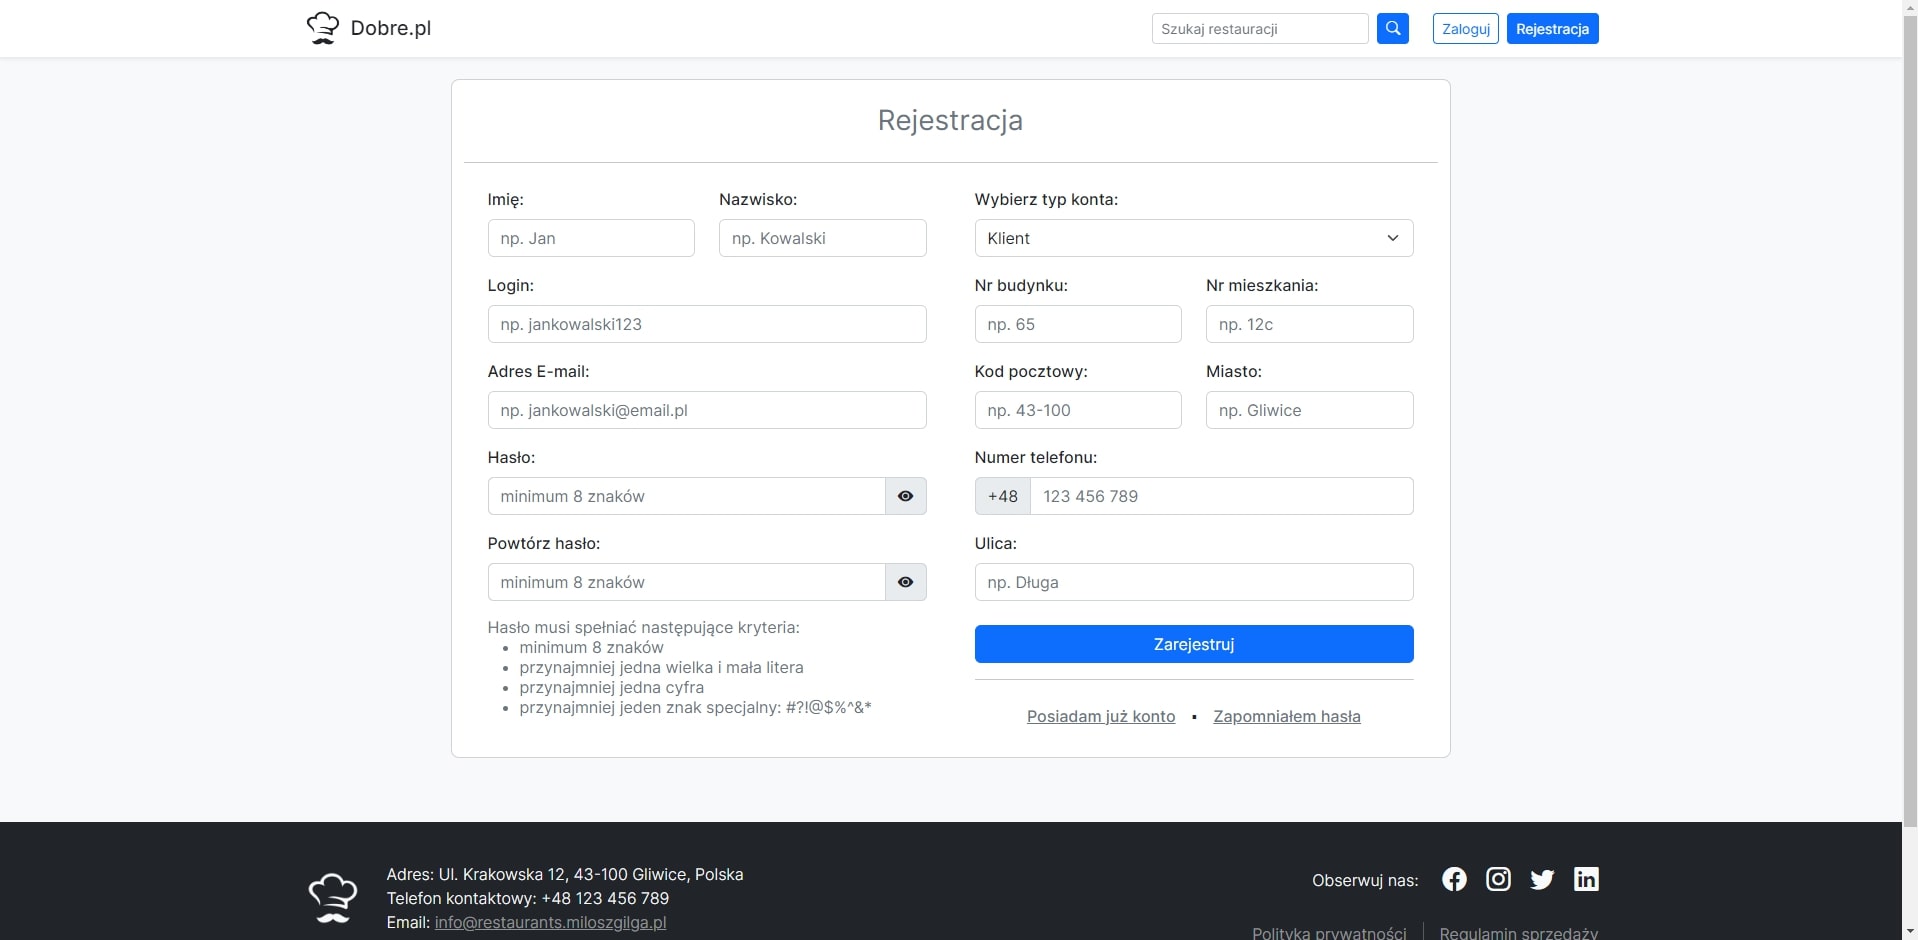 Dobre.pl
Szukaj restauracji
Zaloguj
Rejestracja
Rejestracja
Imię:
Nazwisko:
np. Jan
np. Kowalski
Login:
np. jankowalski123
Adres E-mail:
np. jankowalski@email.pl
Hasło:
minimum 8 znaków
Powtórz hasło:
minimum 8 znaków
Hasło musi spełniać następujące kryteria:
• minimum 8 znaków
• przynajmniej jedna wielka i mała litera
• przynajmniej jedna cyfra
• przynajmniej jeden znak specjalny: #?!@$%^&*
Wybierz typ konta:
Klient
Nr budynku:
Nr mieszkania:
np. 65
np. 12c
Kod pocztowy:
Miasto:
np. 43-100
np. Gliwice
Numer telefonu:
+48 123 456 789
Ulica:
np. Długa
Zarejestruj
Posiadam już konto ▪ Zapomniałem hasła
Adres: Ul. Krakowska 12, 43-100 Gliwice, Polska
Telefon kontaktowy: +48 123 456 789
Email: info@restaurants.miloszgilga.pl
Obserwuj nas:
Polityka prywatności
Regulamin sprzedaży